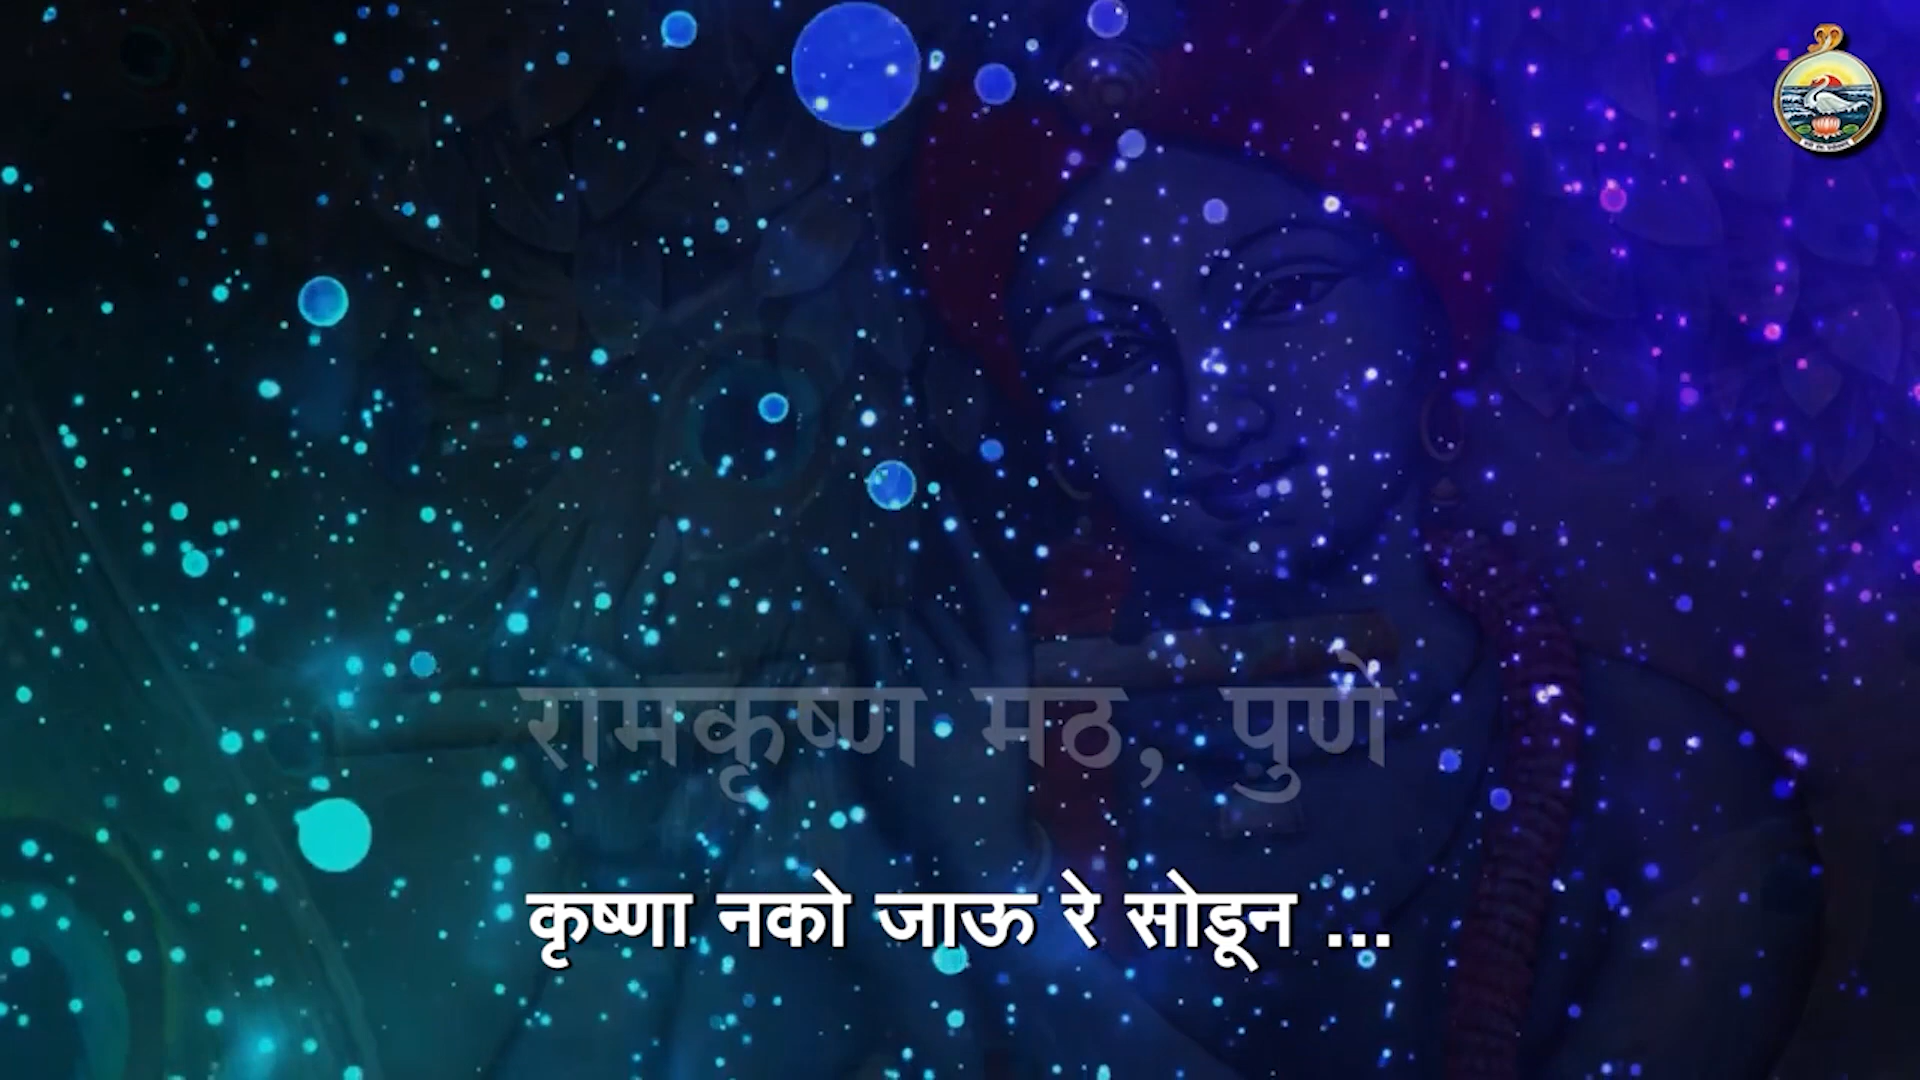 रामकृष्ण मठ, पुणे
कृष्णा नको जाऊ रे सोडून ...